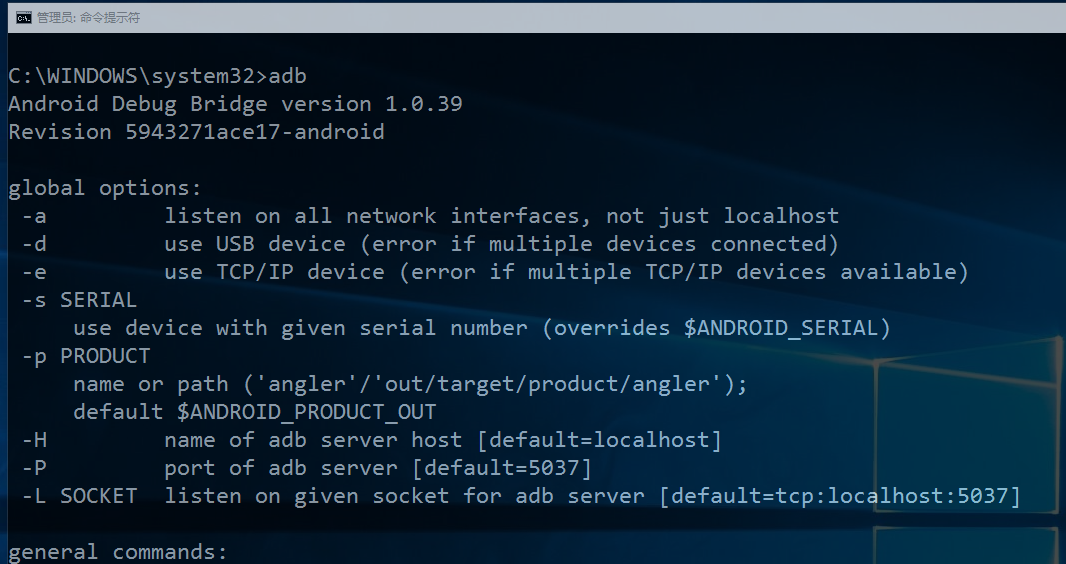 管理员: 命令提示符
C:\WINDOWS\system32>adb
Android Debug Bridge version 1.0.39
Revision 5943271ace17-android
global options:
-a listen on all network interfaces, not just localhost
-d use USB device (error if multiple devices connected)
-e use TCP/IP device (error if multiple TCP/IP devices available)
-s SERIAL
use device with given serial number (overrides $ANDROID_SERIAL)
-p PRODUCT
name or path ('angler'/'out/target/product/angler');
default $ANDROID_PRODUCT_OUT
-H name of adb server host [default=localhost]
-P port of adb server [default=5037]
-L SOCKET listen on given socket for adb server [default=tcp:localhost:5037]
general commands: